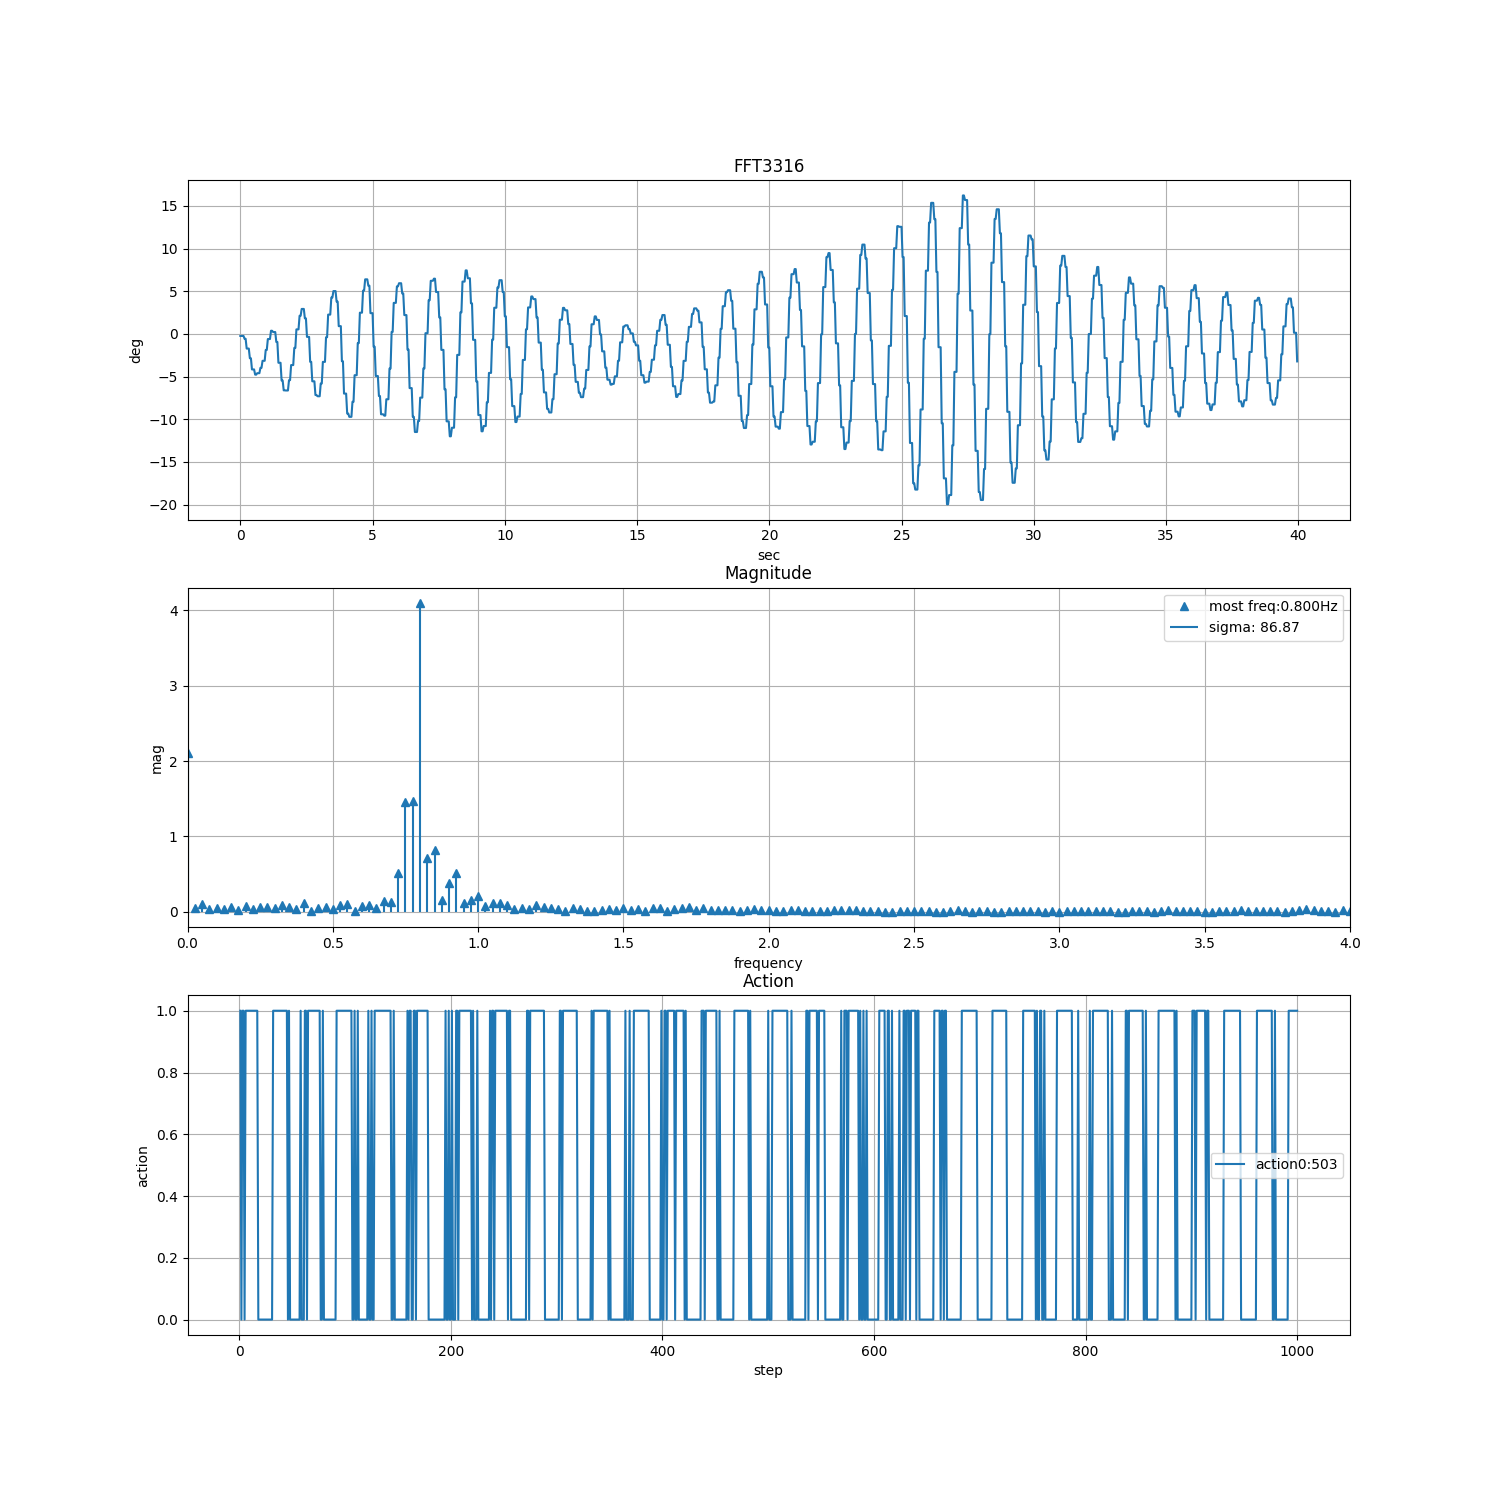 FFT3316
15
10
5
0
−5
−10
−15
−20
deg
0 5 10 15 20 25 30 35 40
sec
Magnitude
4
3
2
1
0
mag
most freq:0.800Hz
sigma: 86.87
0.0 0.5 1.0 1.5 2.0 2.5 3.0 3.5 4.0
frequency
Action
1.0
0.8
0.6
0.4
0.2
0.0
action
action0:503
0 200 400 600 800 1000
step